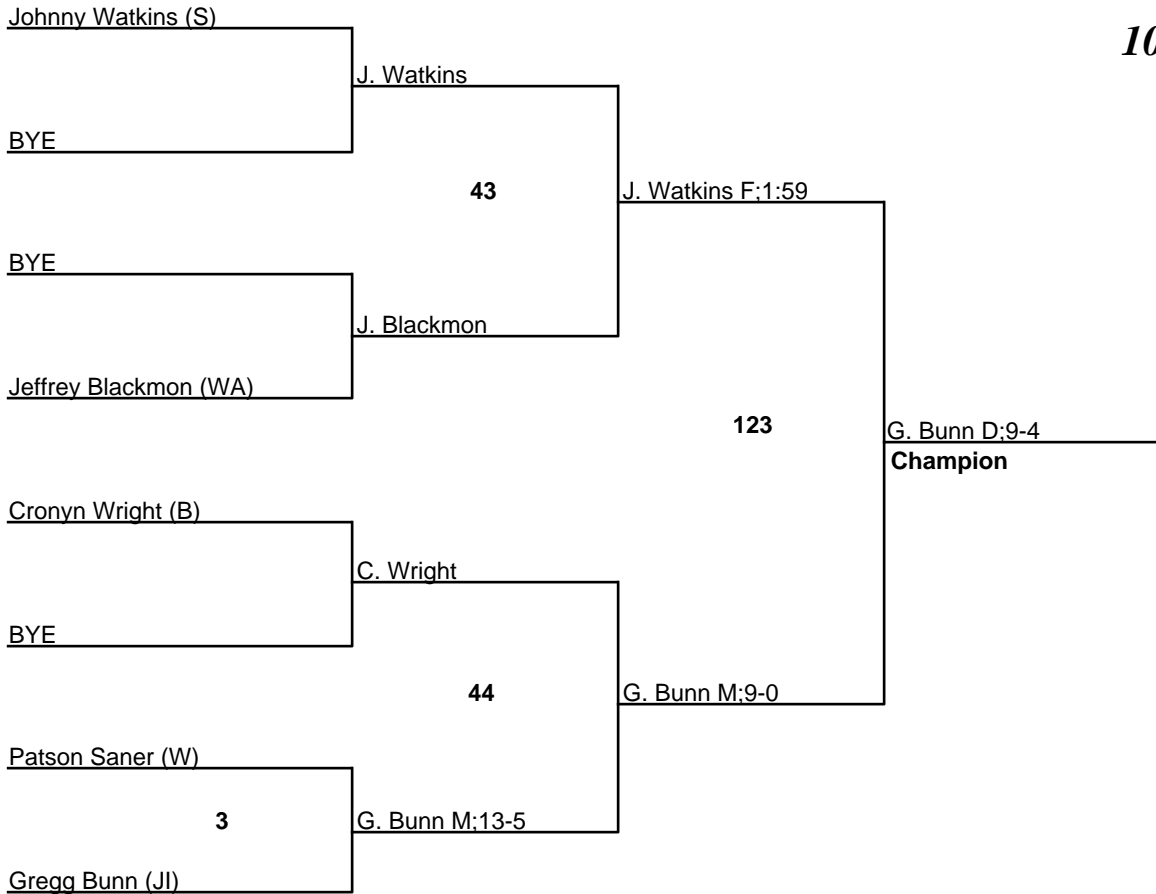 Johnny Watkins (S)
10
J. Watkins
BYE
43
J. Watkins F;1:59
BYE
J. Blackmon
Jeffrey Blackmon (WA)
123
G. Bunn D;9-4
Champion
Cronyn Wright (B)
C. Wright
BYE
44
G. Bunn M;9-0
Patson Saner (W)
3
G. Bunn M;13-5
Gregg Bunn (JI)